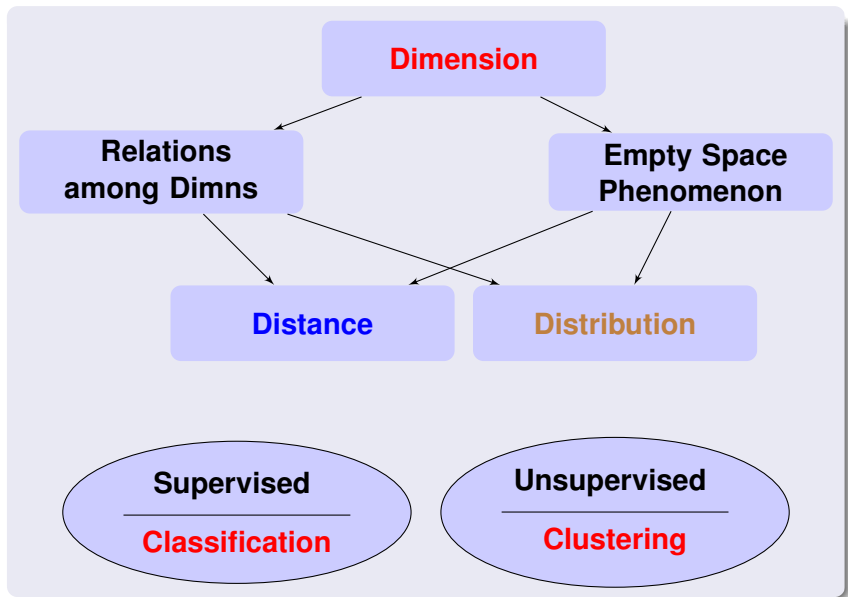 Dimension
Relations
among Dimns
Empty Space
Phenomenon
Distance
Distribution
Supervised
Classification
Unsupervised
Clustering